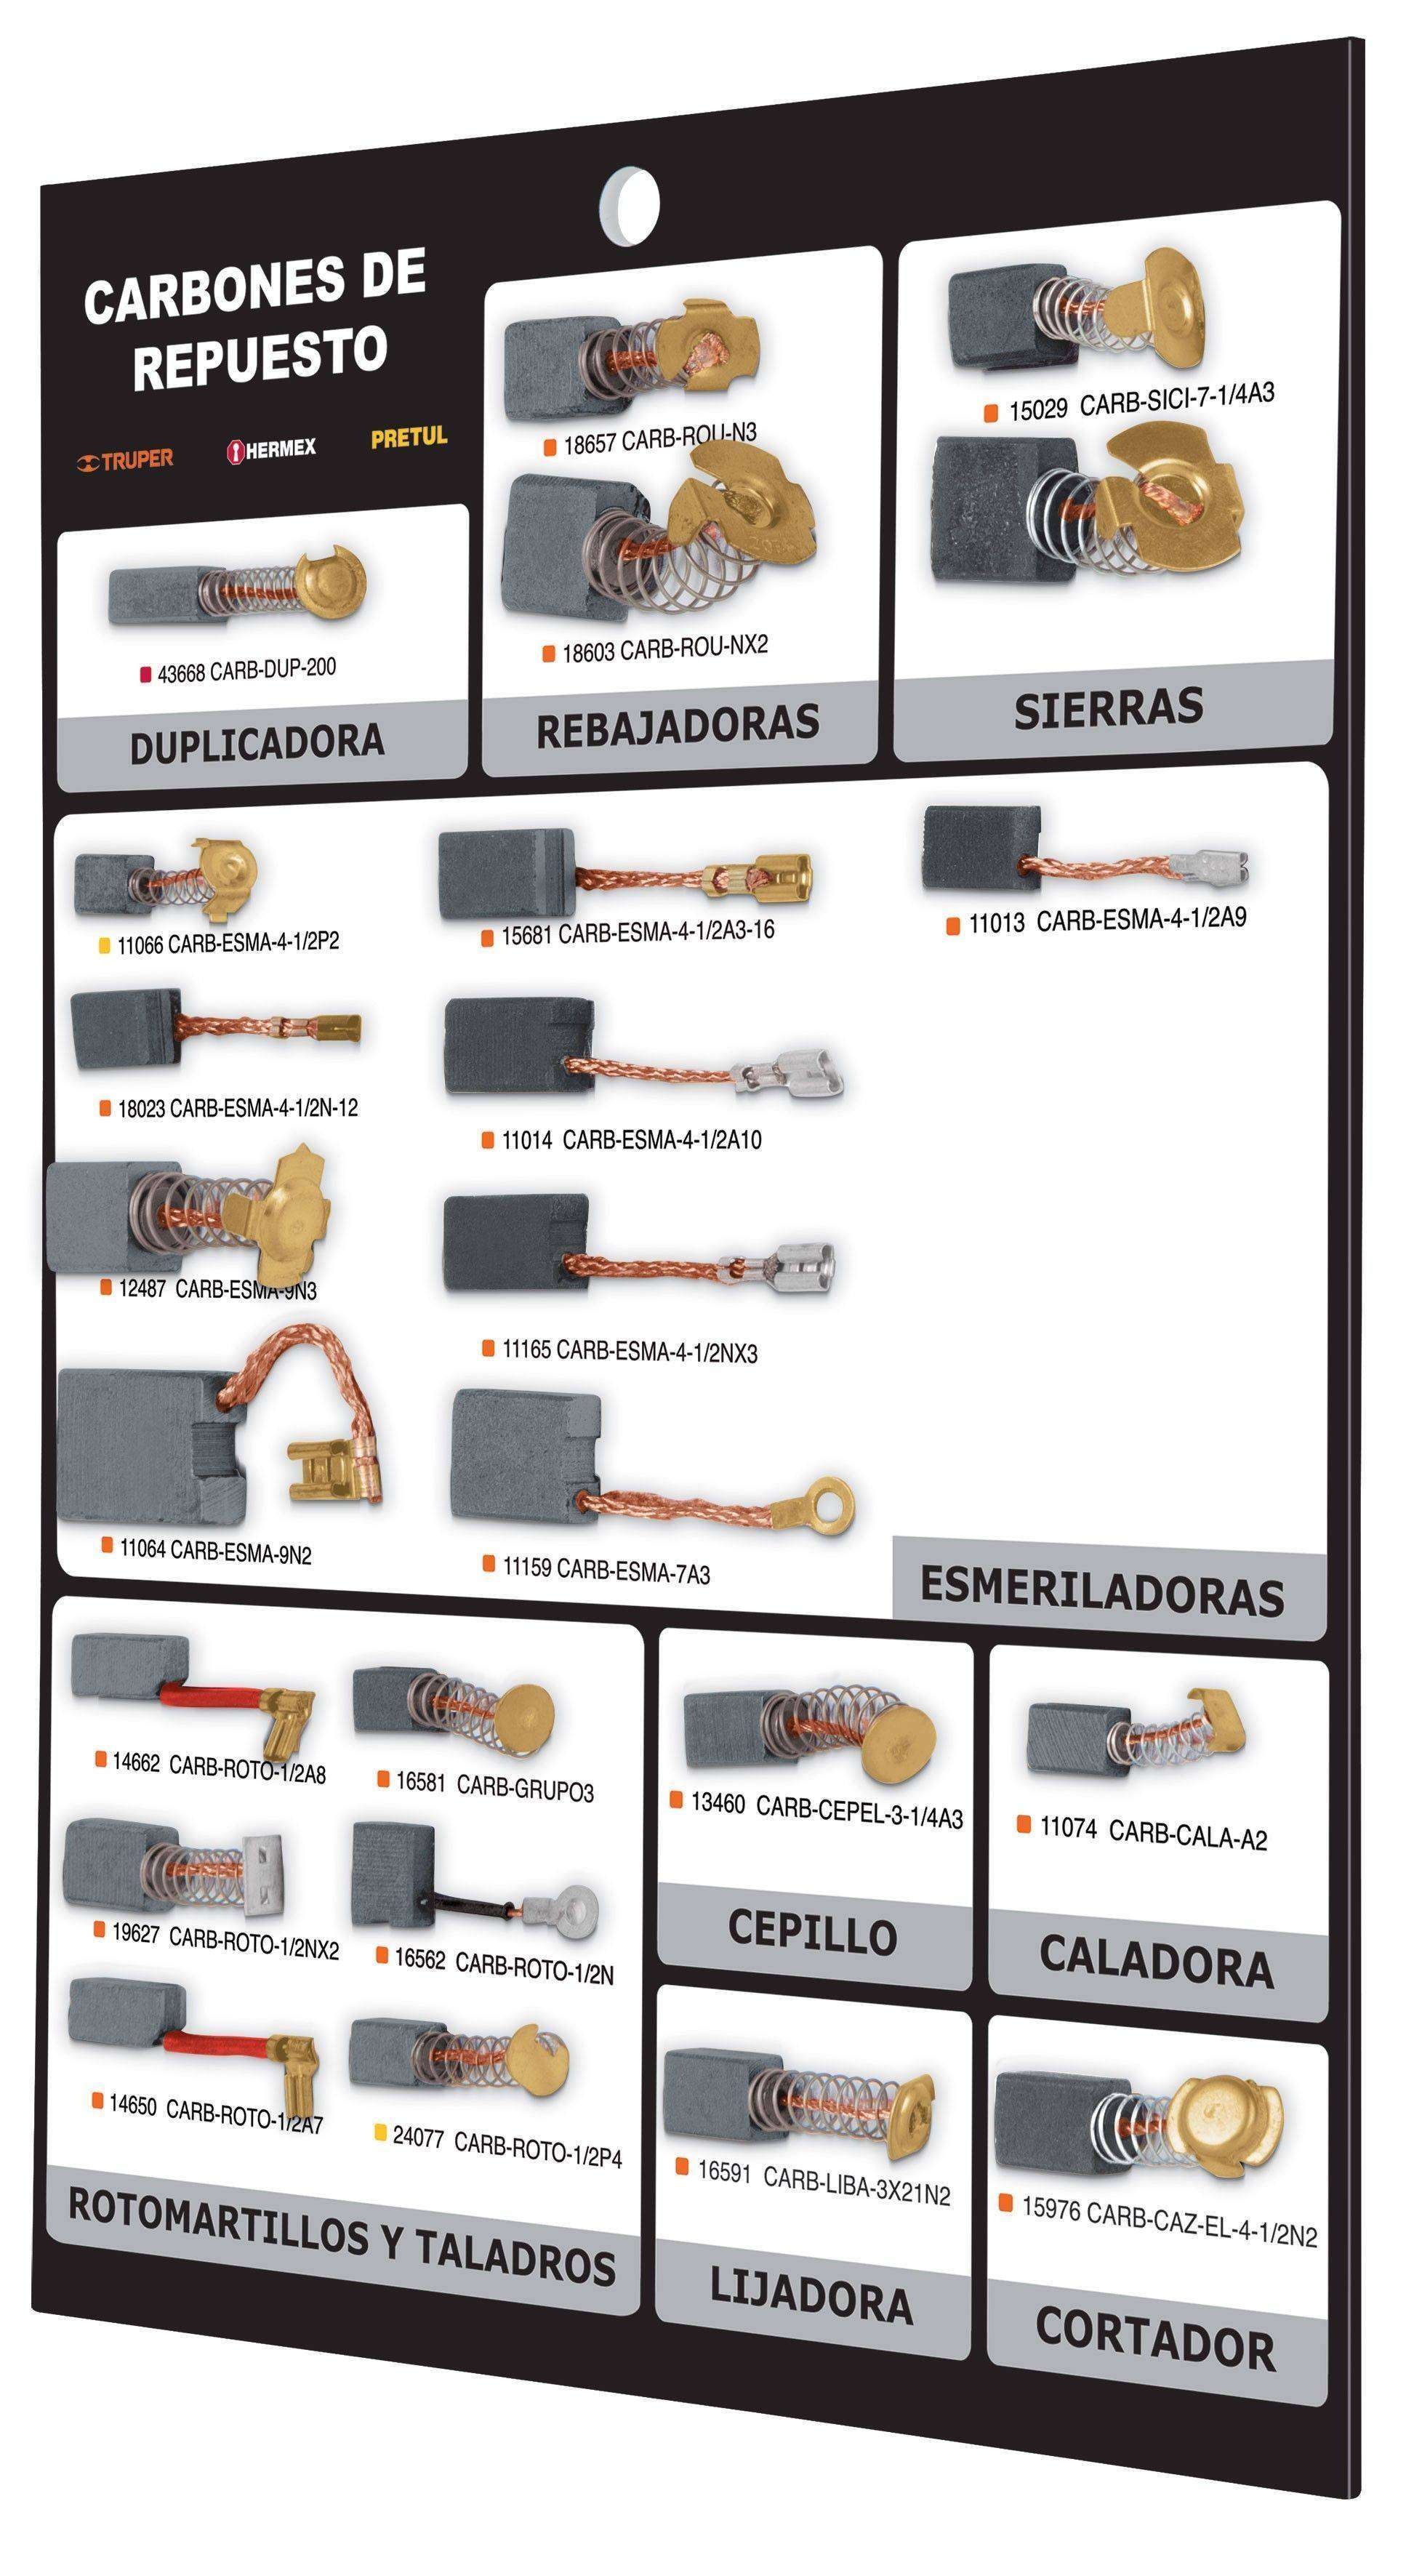 CARBONES DE
REPUESTO
TRUPER
HERMEX
PRETUL
43668 CARB-DUP-200
DUPLICADORA
18657 CARB-ROU-N3
18603 CARB-ROU-NX2
REBAJADORAS
15029 CARB-SICI-7-1/4A3
SIERRAS
11066 CARB-ESMA-4-1/2P2
18023 CARB-ESMA-4-1/2N-12
12487 CARB-ESMA-9N3
11064 CARB-ESMA-9N2
15681 CARB-ESMA-4-1/2A3-16
11014 CARB-ESMA-4-1/2A10
11165 CARB-ESMA-4-1/2NX3
11159 CARB-ESMA-7A3
11013 CARB-ESMA-4-1/2A9
ESMERILADORAS
14662 CARB-ROTO-1/2A8
19627 CARB-ROTO-1/2NX2
14650 CARB-ROTO-1/2A7
16581 CARB-GRUPO3
16562 CARB-ROTO-1/2N
24077 CARB-ROTO-1/2P4
ROTOMARTILLOS Y TALADROS
13460 CARB-CEPEL-3-1/4A3
CEPILLO
11074 CARB-CALA-A2
CALADORA
16591 CARB-LIBA-3X21N2
LIJADORA
15976 CARB-CAZ-EL-4-1/2N2
CORTADOR